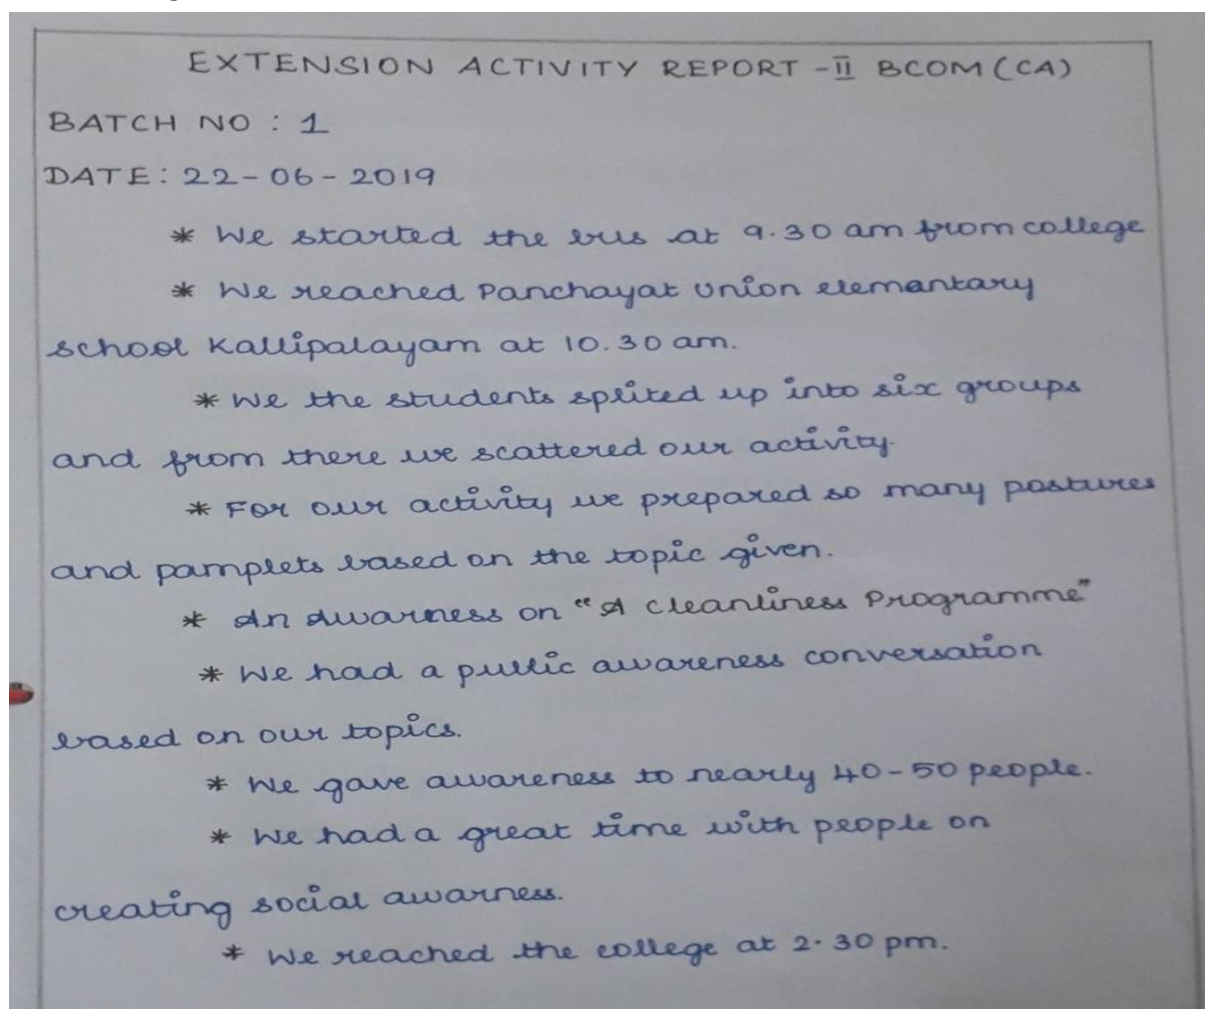 EXTENSION ACTIVITY REPORT - II BCOM (CA)
BATCH NO : 1
DATE: 22-06-2019
* We started the bus at 9.30 am from college
* We reached Panchayat Union elemantary
school Kallipalayam at 10.30 am.
* We the students splited up into six groups
and from there we scattered our activity.
* For our activity we prepared so many postures
and pamplets based on the topic given.
* An Awarness on "A Cleanliness Programme"
* We had a public awareness conversation
based on our topics.
* We gave awareness to nearly 40-50 people.
* We had a great time with people on
creating social awarness.
* We reached the college at 2.30 pm.